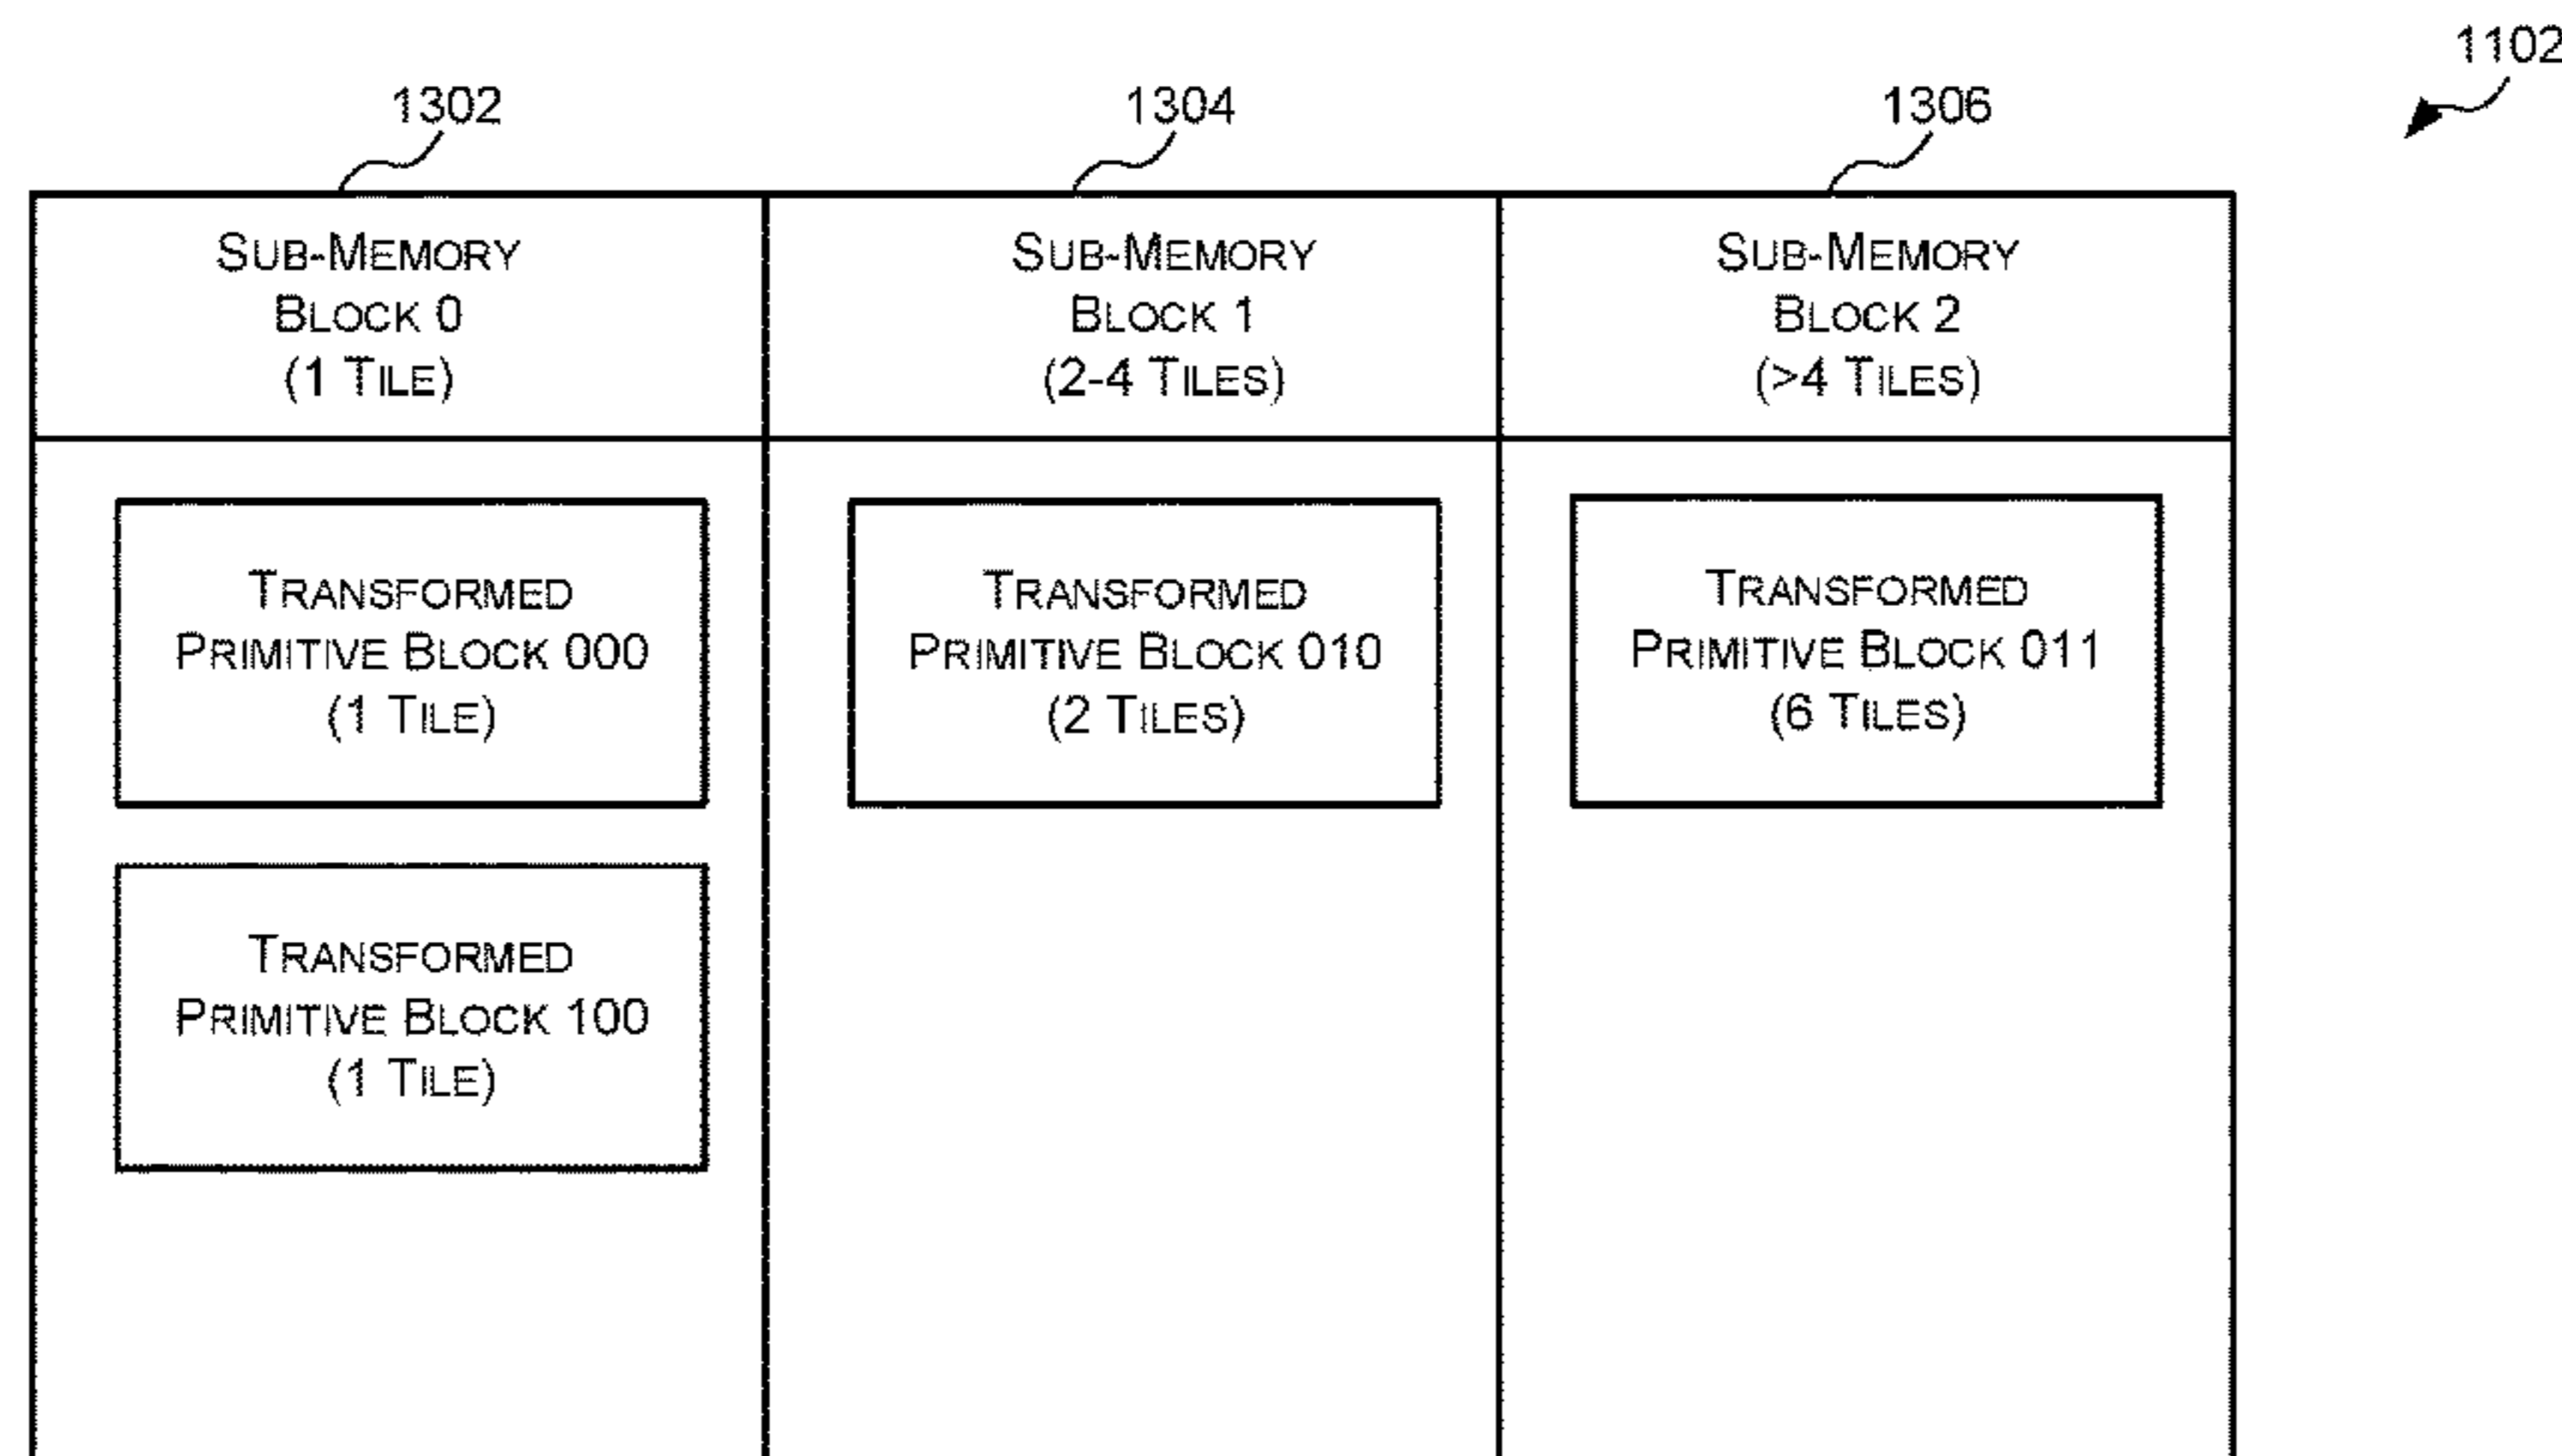 1102
1302
1304
1306
SUB-MEMORY
BLOCK 0
(1 TILE)
SUB-MEMORY
BLOCK 1
(2-4 TILES)
SUB-MEMORY
BLOCK 2
(>4 TILES)
TRANSFORMED
PRIMITIVE BLOCK 000
(1 TILE)
TRANSFORMED
PRIMITIVE BLOCK 010
(2 TILES)
TRANSFORMED
PRIMITIVE BLOCK 011
(6 TILES)
TRANSFORMED
PRIMITIVE BLOCK 100
(1 TILE)